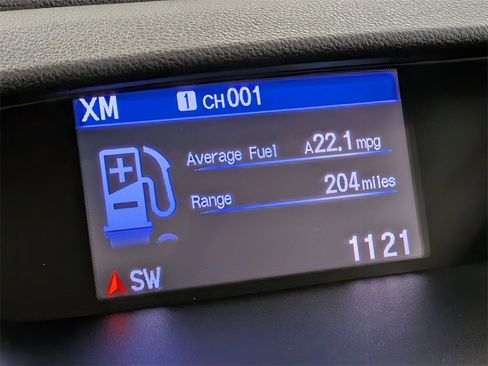 XM 1 CH001
Average Fuel A22.1 mpg
Range 204 miles
1121
SW